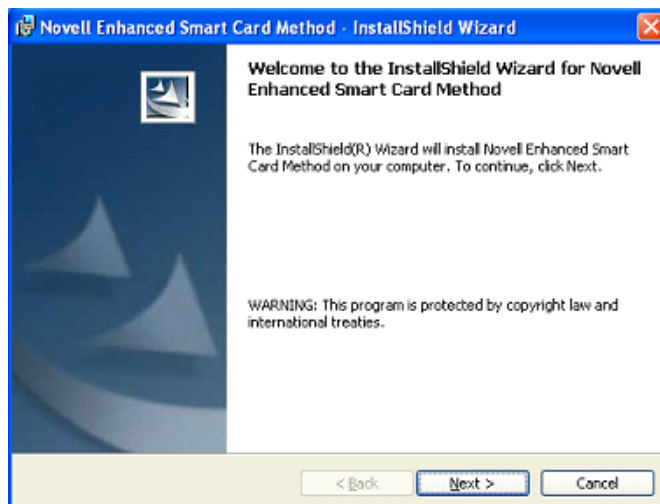 Novell Enhanced Smart Card Method - InstallShield Wizard
Welcome to the InstallShield Wizard for Novell
Enhanced Smart Card Method
The InstallShield(R) Wizard will install Novell Enhanced Smart
Card Method on your computer. To continue, click Next.
WARNING: This program is protected by copyright law and
international treaties.
< Back
Next >
Cancel